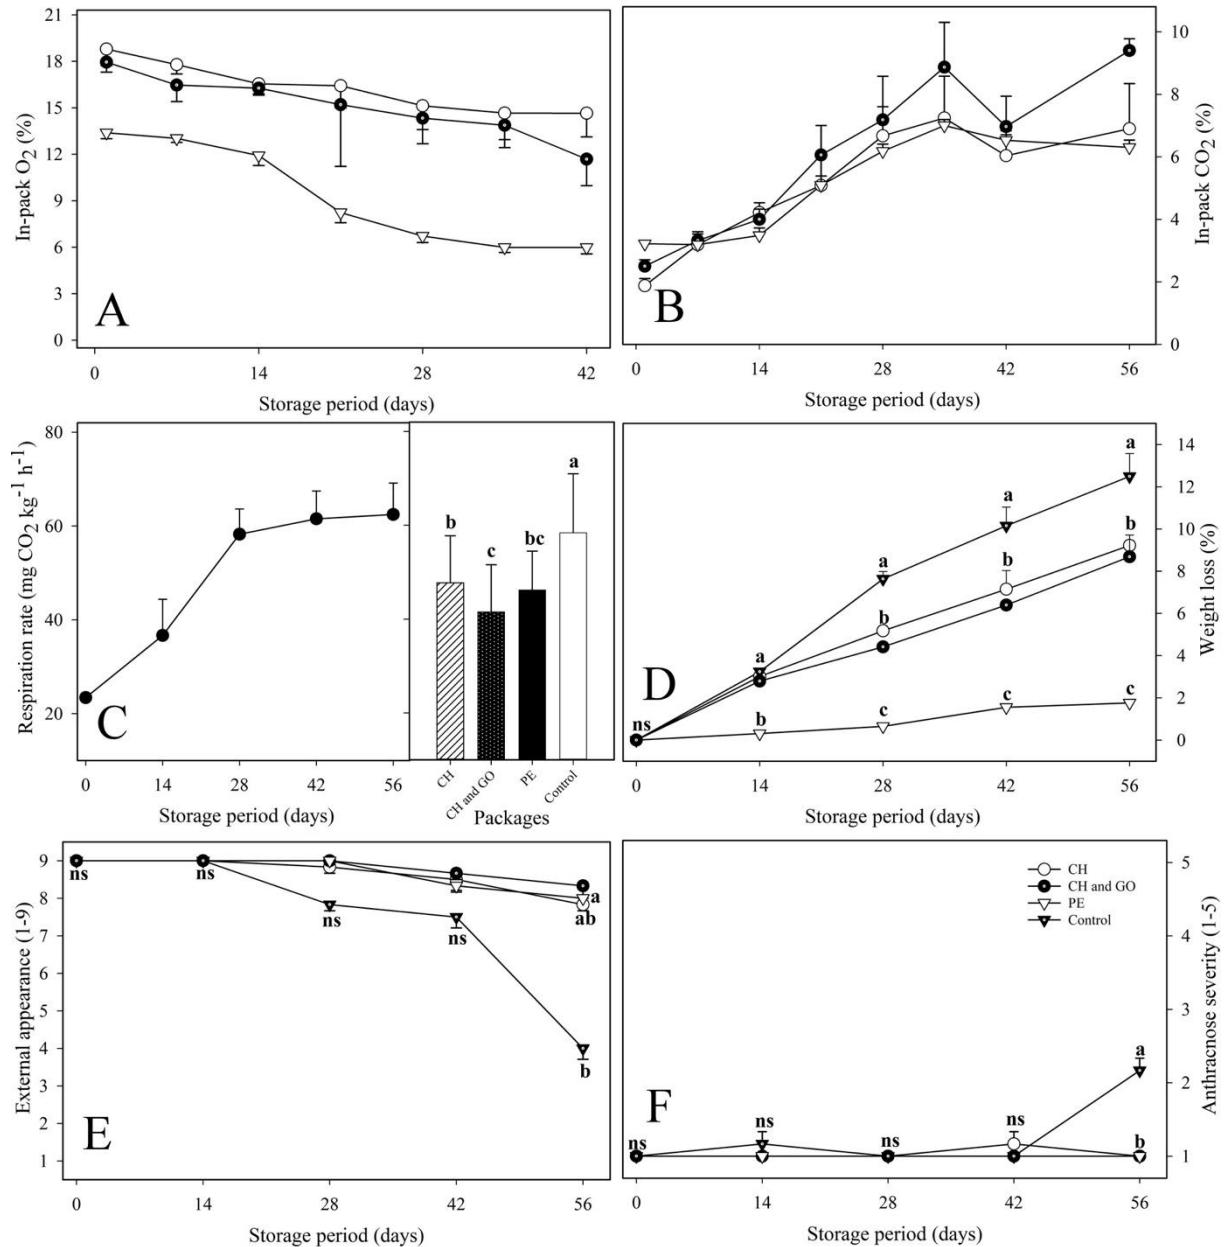 21
18
15
12
9
6
3
0
In-pack O2 (%)
A
0
14
28
42
Storage period (days)
10
8
6
4
2
0
In-pack CO2 (%)
B
0
14
28
42
56
Storage period (days)
80
60
40
20
Respiration rate (mg CO2 kg-1 h-1)
C
0
14
28
42
56
Storage period (days)
b
c
bc
a
CH
CH and GO
PE
Control
Packages
14
12
10
8
6
4
2
0
Weight loss (%)
D
ns
a
b
a
b
c
a
b
c
a
b
c
0
14
28
42
56
Storage period (days)
9
8
7
6
5
4
3
2
1
External appearance (1-9)
E
ns
ns
ns
ns
a
ab
b
0
14
28
42
56
Storage period (days)
CH
CH and GO
PE
Control
5
4
3
2
1
Anthracnose severity (1-5)
F
ns
ns
ns
ns
a
b
0
14
28
42
56
Storage period (days)